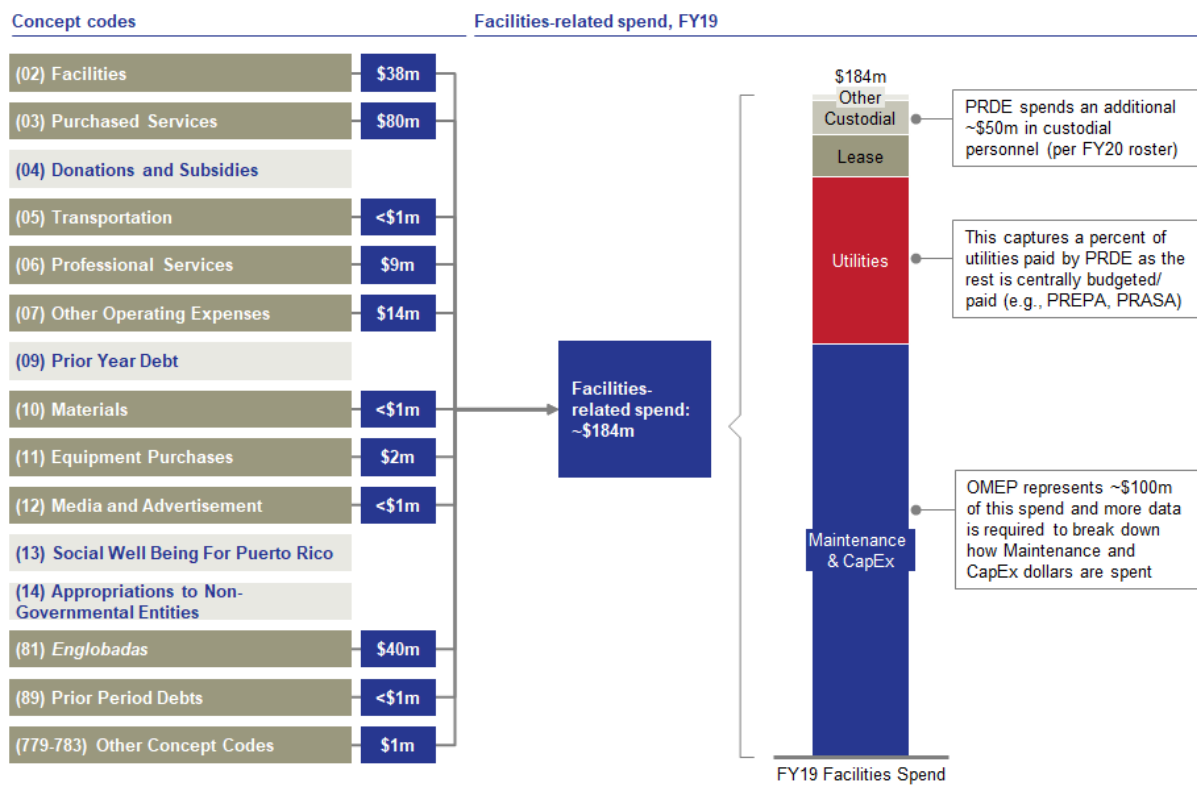 Concept codes
Facilities-related spend, FY19
(02) Facilities
$38m
(03) Purchased Services
$80m
(04) Donations and Subsidies
(05) Transportation
<$1m
(06) Professional Services
$9m
(07) Other Operating Expenses
$14m
(09) Prior Year Debt
(10) Materials
<$1m
(11) Equipment Purchases
$2m
(12) Media and Advertisement
<$1m
(13) Social Well Being For Puerto Rico
(14) Appropriations to Non-
Governmental Entities
(81) Englobadas
$40m
(89) Prior Period Debts
<$1m
(779-783) Other Concept Codes
$1m
Facilities-
related spend:
~$184m
$184m
Other
Custodial
Lease
Utilities
Maintenance
& CapEx
FY19 Facilities Spend
PRDE spends an additional
~$50m in custodial
personnel (per FY20 roster)
This captures a percent of
utilities paid by PRDE as the
rest is centrally budgeted/
paid (e.g., PREPA, PRASA)
OMEP represents ~$100m
of this spend and more data
is required to break down
how Maintenance and
CapEx dollars are spent